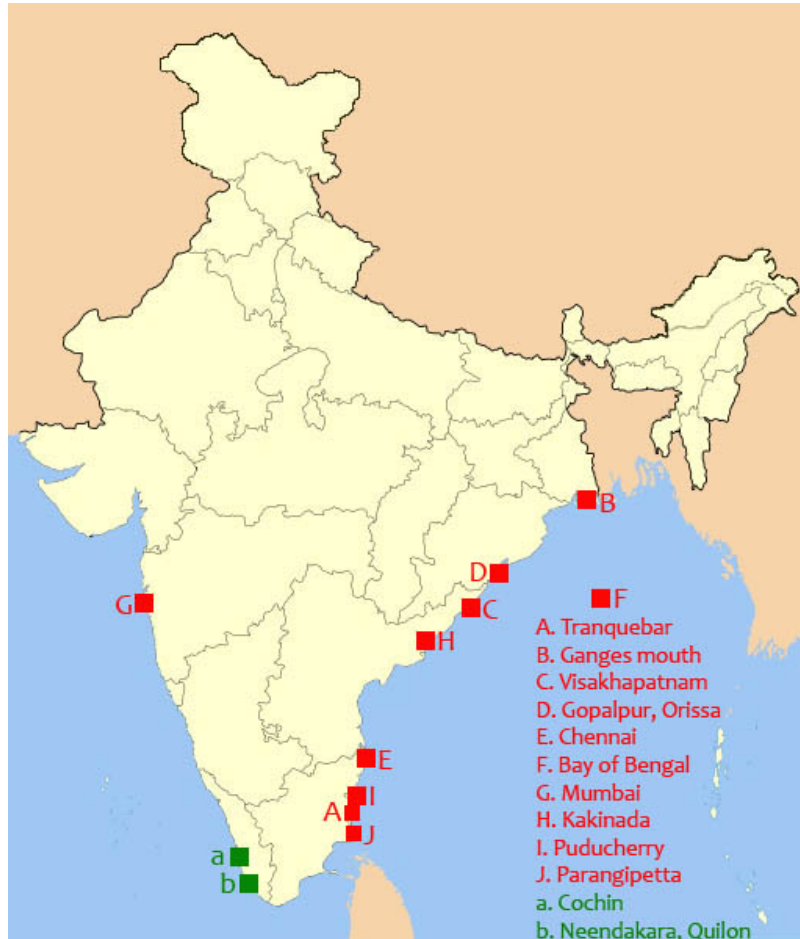 B
D
G
C
F
H
E
I
A
J
a
b
A. Tranquebar
B. Ganges mouth
C. Visakhapatnam
D. Gopalpur, Orissa
E. Chennai
F. Bay of Bengal
G. Mumbai
H. Kakinada
I. Puducherry
J. Parangipetta
a. Cochin
b. Neendakara, Quilon